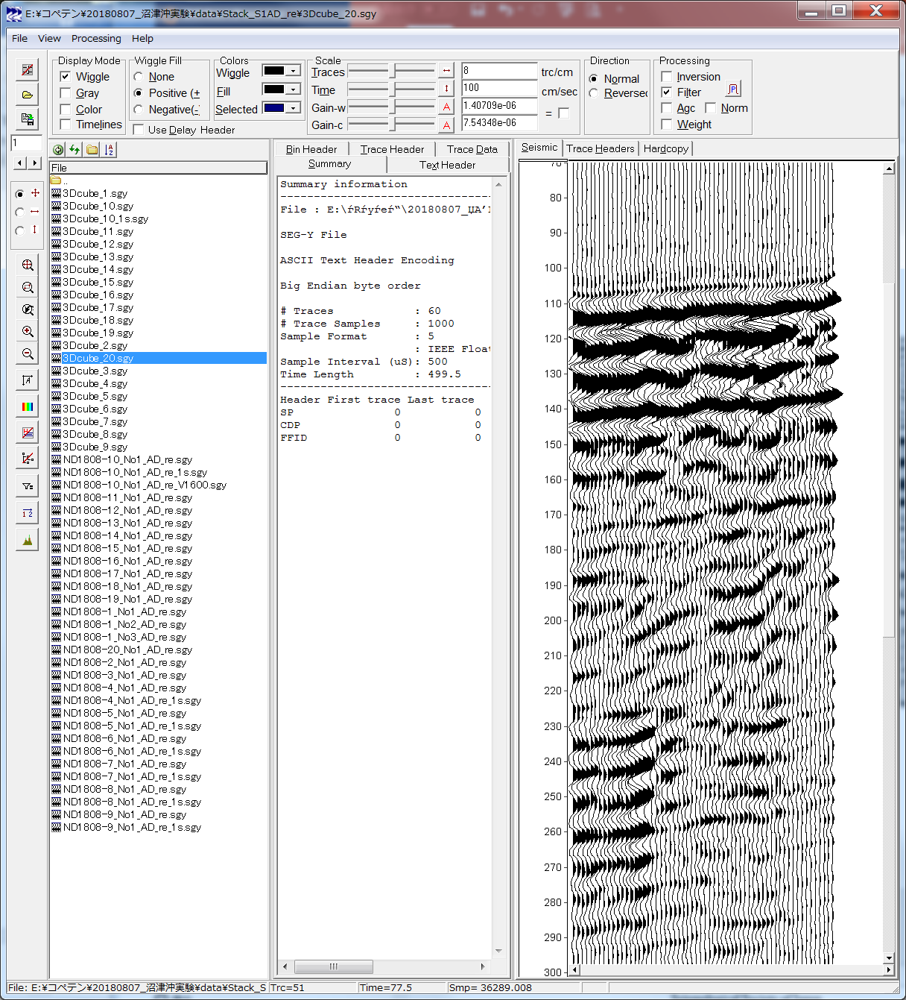 E:¥コペテン¥20180807_沼津沖実験¥data¥Stack_S1AD_re¥3Dcube_20.sgy
File View Processing Help
Display Mode
Wiggle
Gray
Color
Timelines
Wiggle Fill
None
Positive (+
Negative(-)
Use Delay Header
Colors
Wiggle
Fill
Selected
Scale
Traces 8 trc/cm
Time 100 cm/sec
Gain-w A 1.40709e-06
Gain-c A 7.54348e-06
=
Direction
Normal
Reversed
Processing
Inversion
Filter
Agc Norm
Weight
1
File
..
3Dcube_1.sgy
3Dcube_10.sgy
3Dcube_10_1s.sgy
3Dcube_11.sgy
3Dcube_12.sgy
3Dcube_13.sgy
3Dcube_14.sgy
3Dcube_15.sgy
3Dcube_16.sgy
3Dcube_17.sgy
3Dcube_18.sgy
3Dcube_19.sgy
3Dcube_2.sgy
3Dcube_20.sgy
3Dcube_3.sgy
3Dcube_4.sgy
3Dcube_5.sgy
3Dcube_6.sgy
3Dcube_7.sgy
3Dcube_8.sgy
3Dcube_9.sgy
ND1808-10_No1_AD_re.sgy
ND1808-10_No1_AD_re_1s.sgy
ND1808-10_No1_AD_re_V1600.sgy
ND1808-11_No1_AD_re.sgy
ND1808-12_No1_AD_re.sgy
ND1808-13_No1_AD_re.sgy
ND1808-14_No1_AD_re.sgy
ND1808-15_No1_AD_re.sgy
ND1808-16_No1_AD_re.sgy
ND1808-17_No1_AD_re.sgy
ND1808-18_No1_AD_re.sgy
ND1808-19_No1_AD_re.sgy
ND1808-1_No1_AD_re.sgy
ND1808-1_No2_AD_re.sgy
ND1808-1_No3_AD_re.sgy
ND1808-20_No1_AD_re.sgy
ND1808-2_No1_AD_re.sgy
ND1808-3_No1_AD_re.sgy
ND1808-4_No1_AD_re.sgy
ND1808-4_No1_AD_re_1s.sgy
ND1808-5_No1_AD_re.sgy
ND1808-5_No1_AD_re_1s.sgy
ND1808-6_No1_AD_re.sgy
ND1808-6_No1_AD_re_1s.sgy
ND1808-7_No1_AD_re.sgy
ND1808-7_No1_AD_re_1s.sgy
ND1808-8_No1_AD_re.sgy
ND1808-8_No1_AD_re_1s.sgy
ND1808-9_No1_AD_re.sgy
ND1808-9_No1_AD_re_1s.sgy
Bin Header Trace Header Trace Data
Summary Text Header
Summary information
File :
SEG-Y File
ASCII Text Header Encoding
Big Endian byte order
# Traces : 60
# Trace Samples : 1000
Sample Format : 5
: IEEE Float
Sample Interval (uS): 500
Time Length : 499.5
Header First trace Last trace
SP 0 0
CDP 0 0
FFID 0 0
Seismic Trace Headers Hardcopy
70
80
90
100
110
120
130
140
150
160
170
180
190
200
210
220
230
240
250
260
270
280
290
300
File: E:¥コペテン¥20180807_沼津沖実験¥data¥Stack_S Trc=51 Time=77.5 Smp= 36289.008